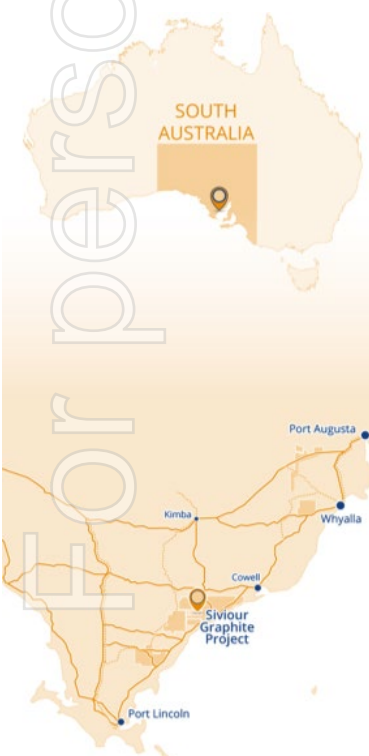 SOUTH
AUSTRALIA
For perso
Port Augusta
Whyalla
Kimba
Cowell
Siviour
Graphite
Project
Port Lincoln